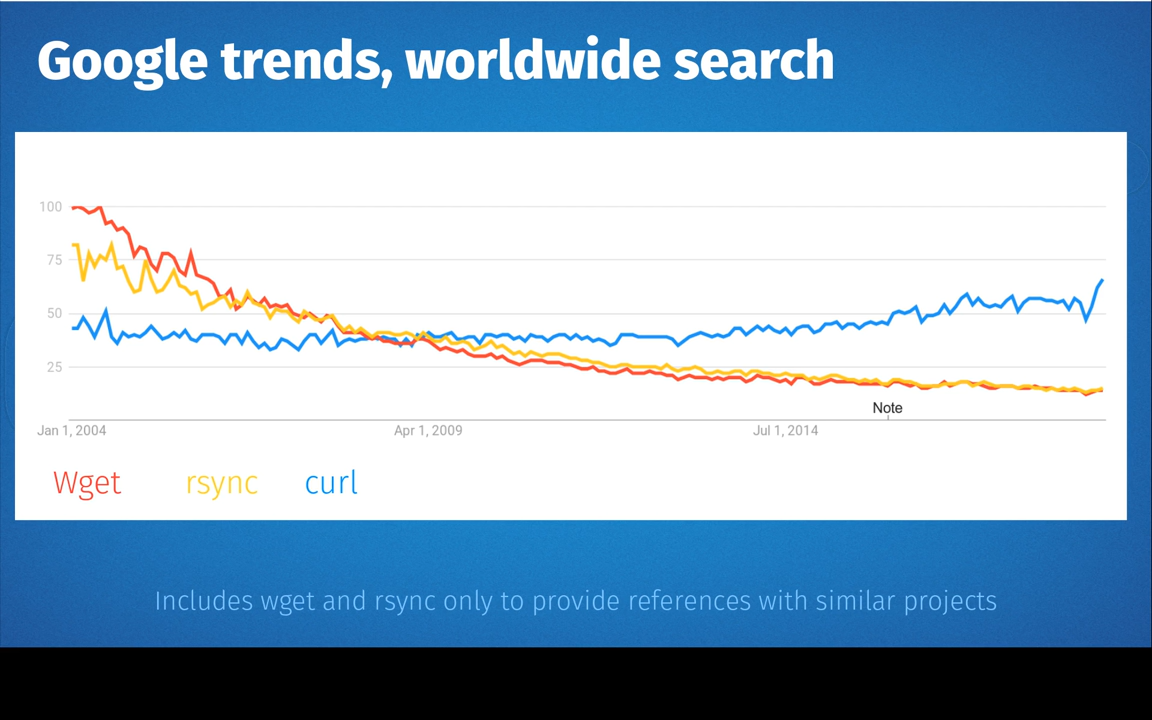 Google trends, worldwide search
100
75
50
25
Note
Jan 1, 2004 Apr 1, 2009 Jul 1, 2014
Wget rsync curl
Includes wget and rsync only to provide references with similar projects